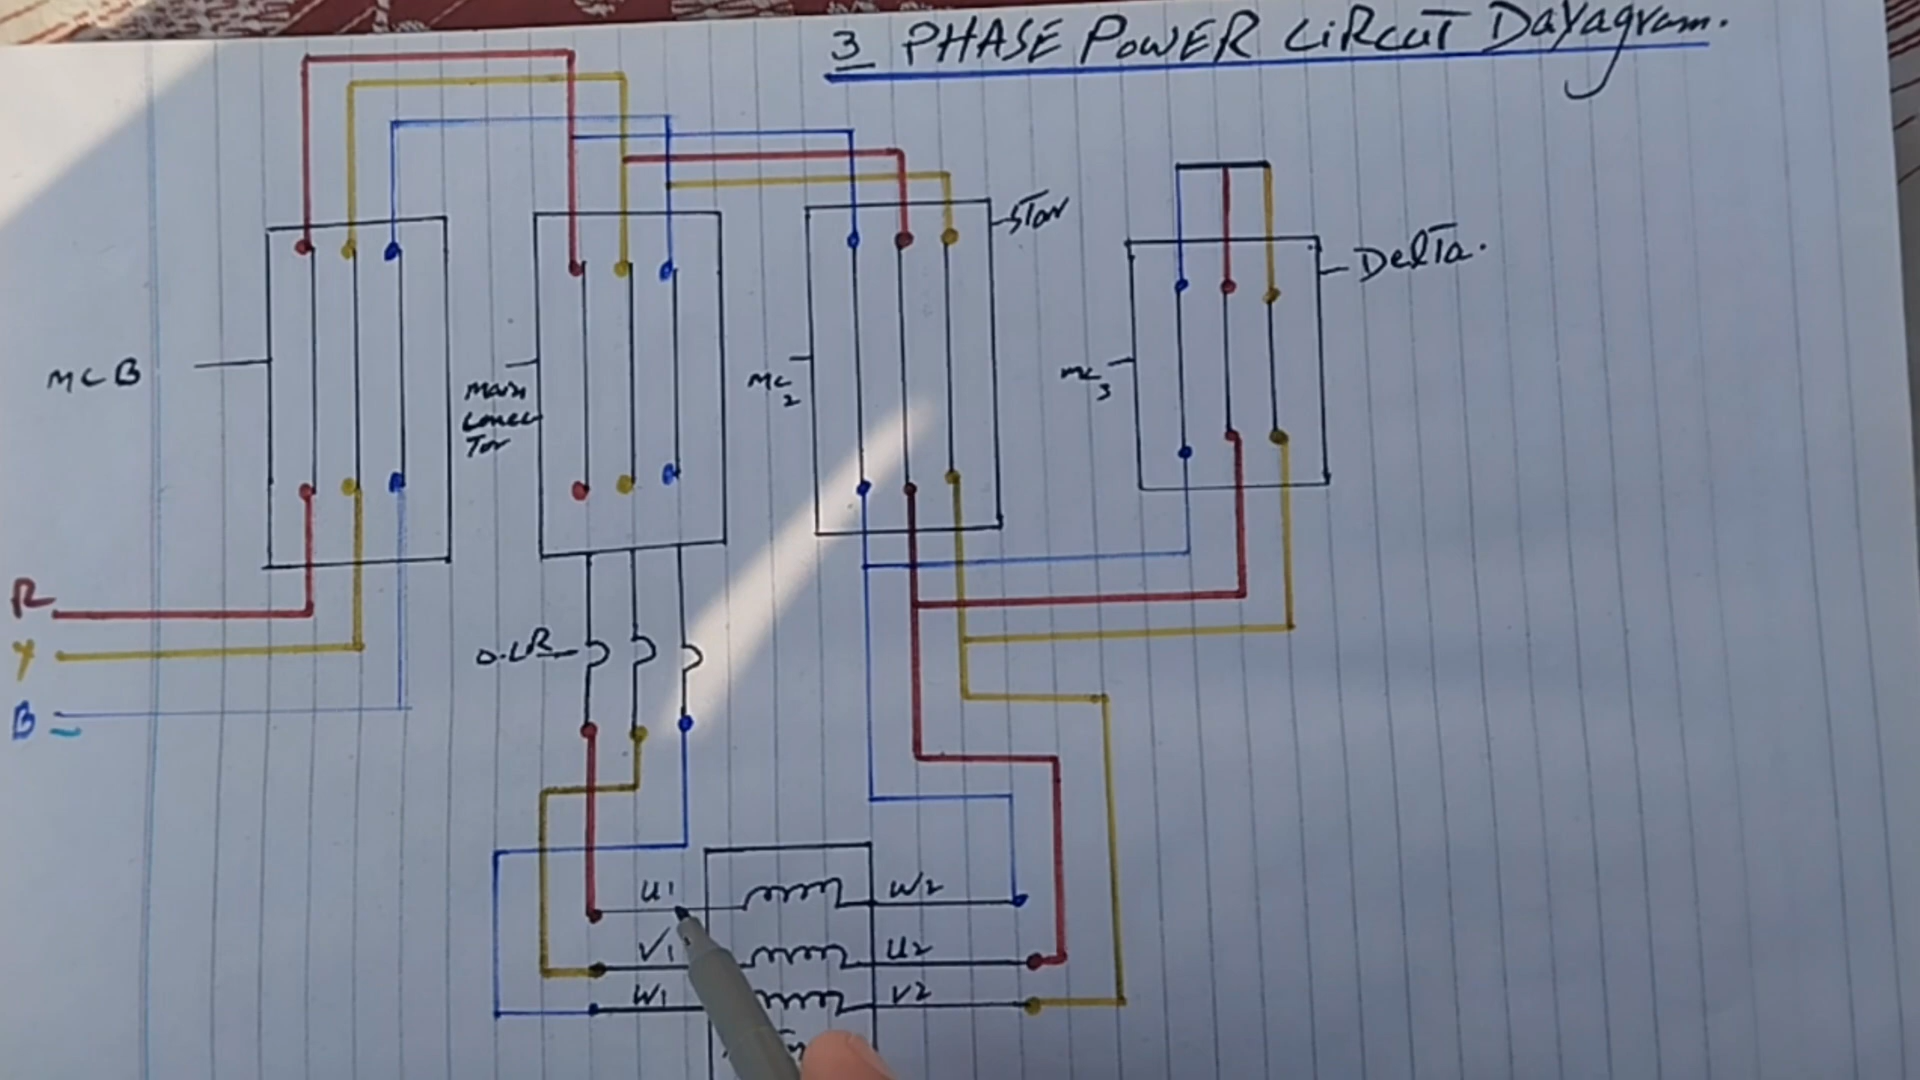 3 PHASE POWER CiRCUT DaYagram.
STar
DelTa.
MCB
Main
Conec
Tor
MC2
MC3
R
Y
B
O.L R
U1
W2
V1
U2
W1
V2